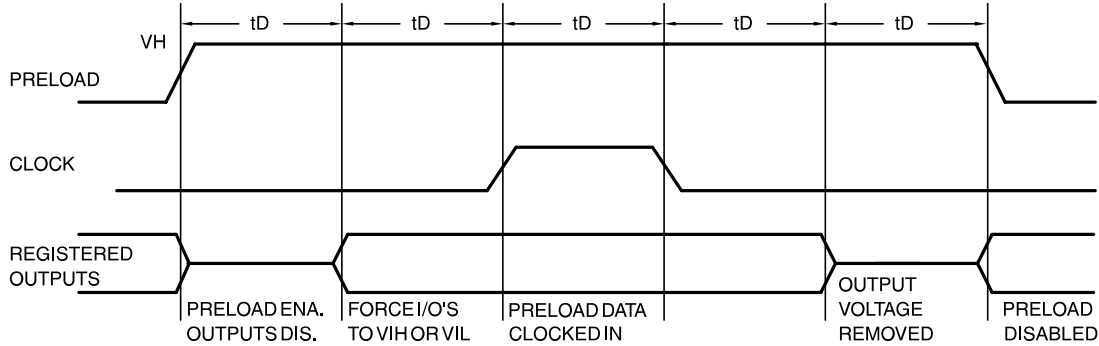 tD tD tD tD tD
VH
PRELOAD
CLOCK
REGISTERED
OUTPUTS
PRELOAD ENA.
OUTPUTS DIS.
FORCE I/O'S
TO VIH OR VIL
PRELOAD DATA
CLOCKED IN
OUTPUT
VOLTAGE
REMOVED
PRELOAD
DISABLED